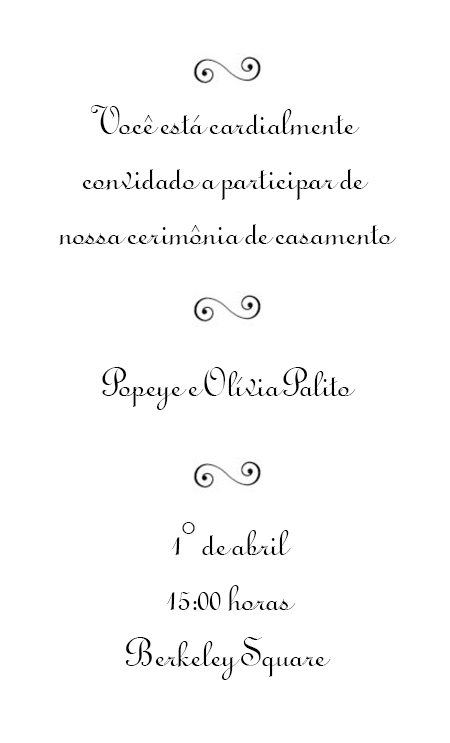 Você está cardialmente
convidado a participar de
nossa cerimônia de casamento
Popeye e Olívia Palito
1º de abril
15:00 horas
Berkeley Square